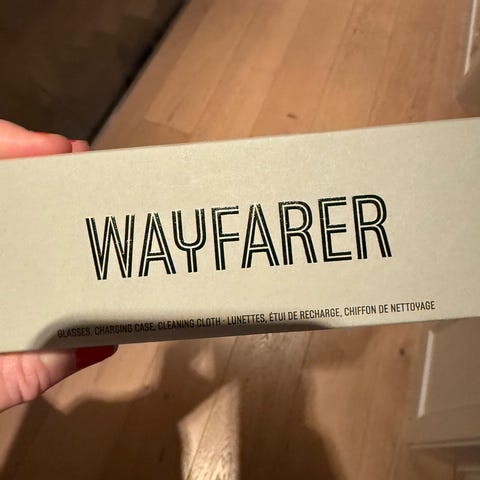 WAYFARER
GLASSES, CHARGING CASE, CLEANING CLOTH · LUNETTES, ÉTUI DE RECHARGE, CHIFFON DE NETTOYAGE